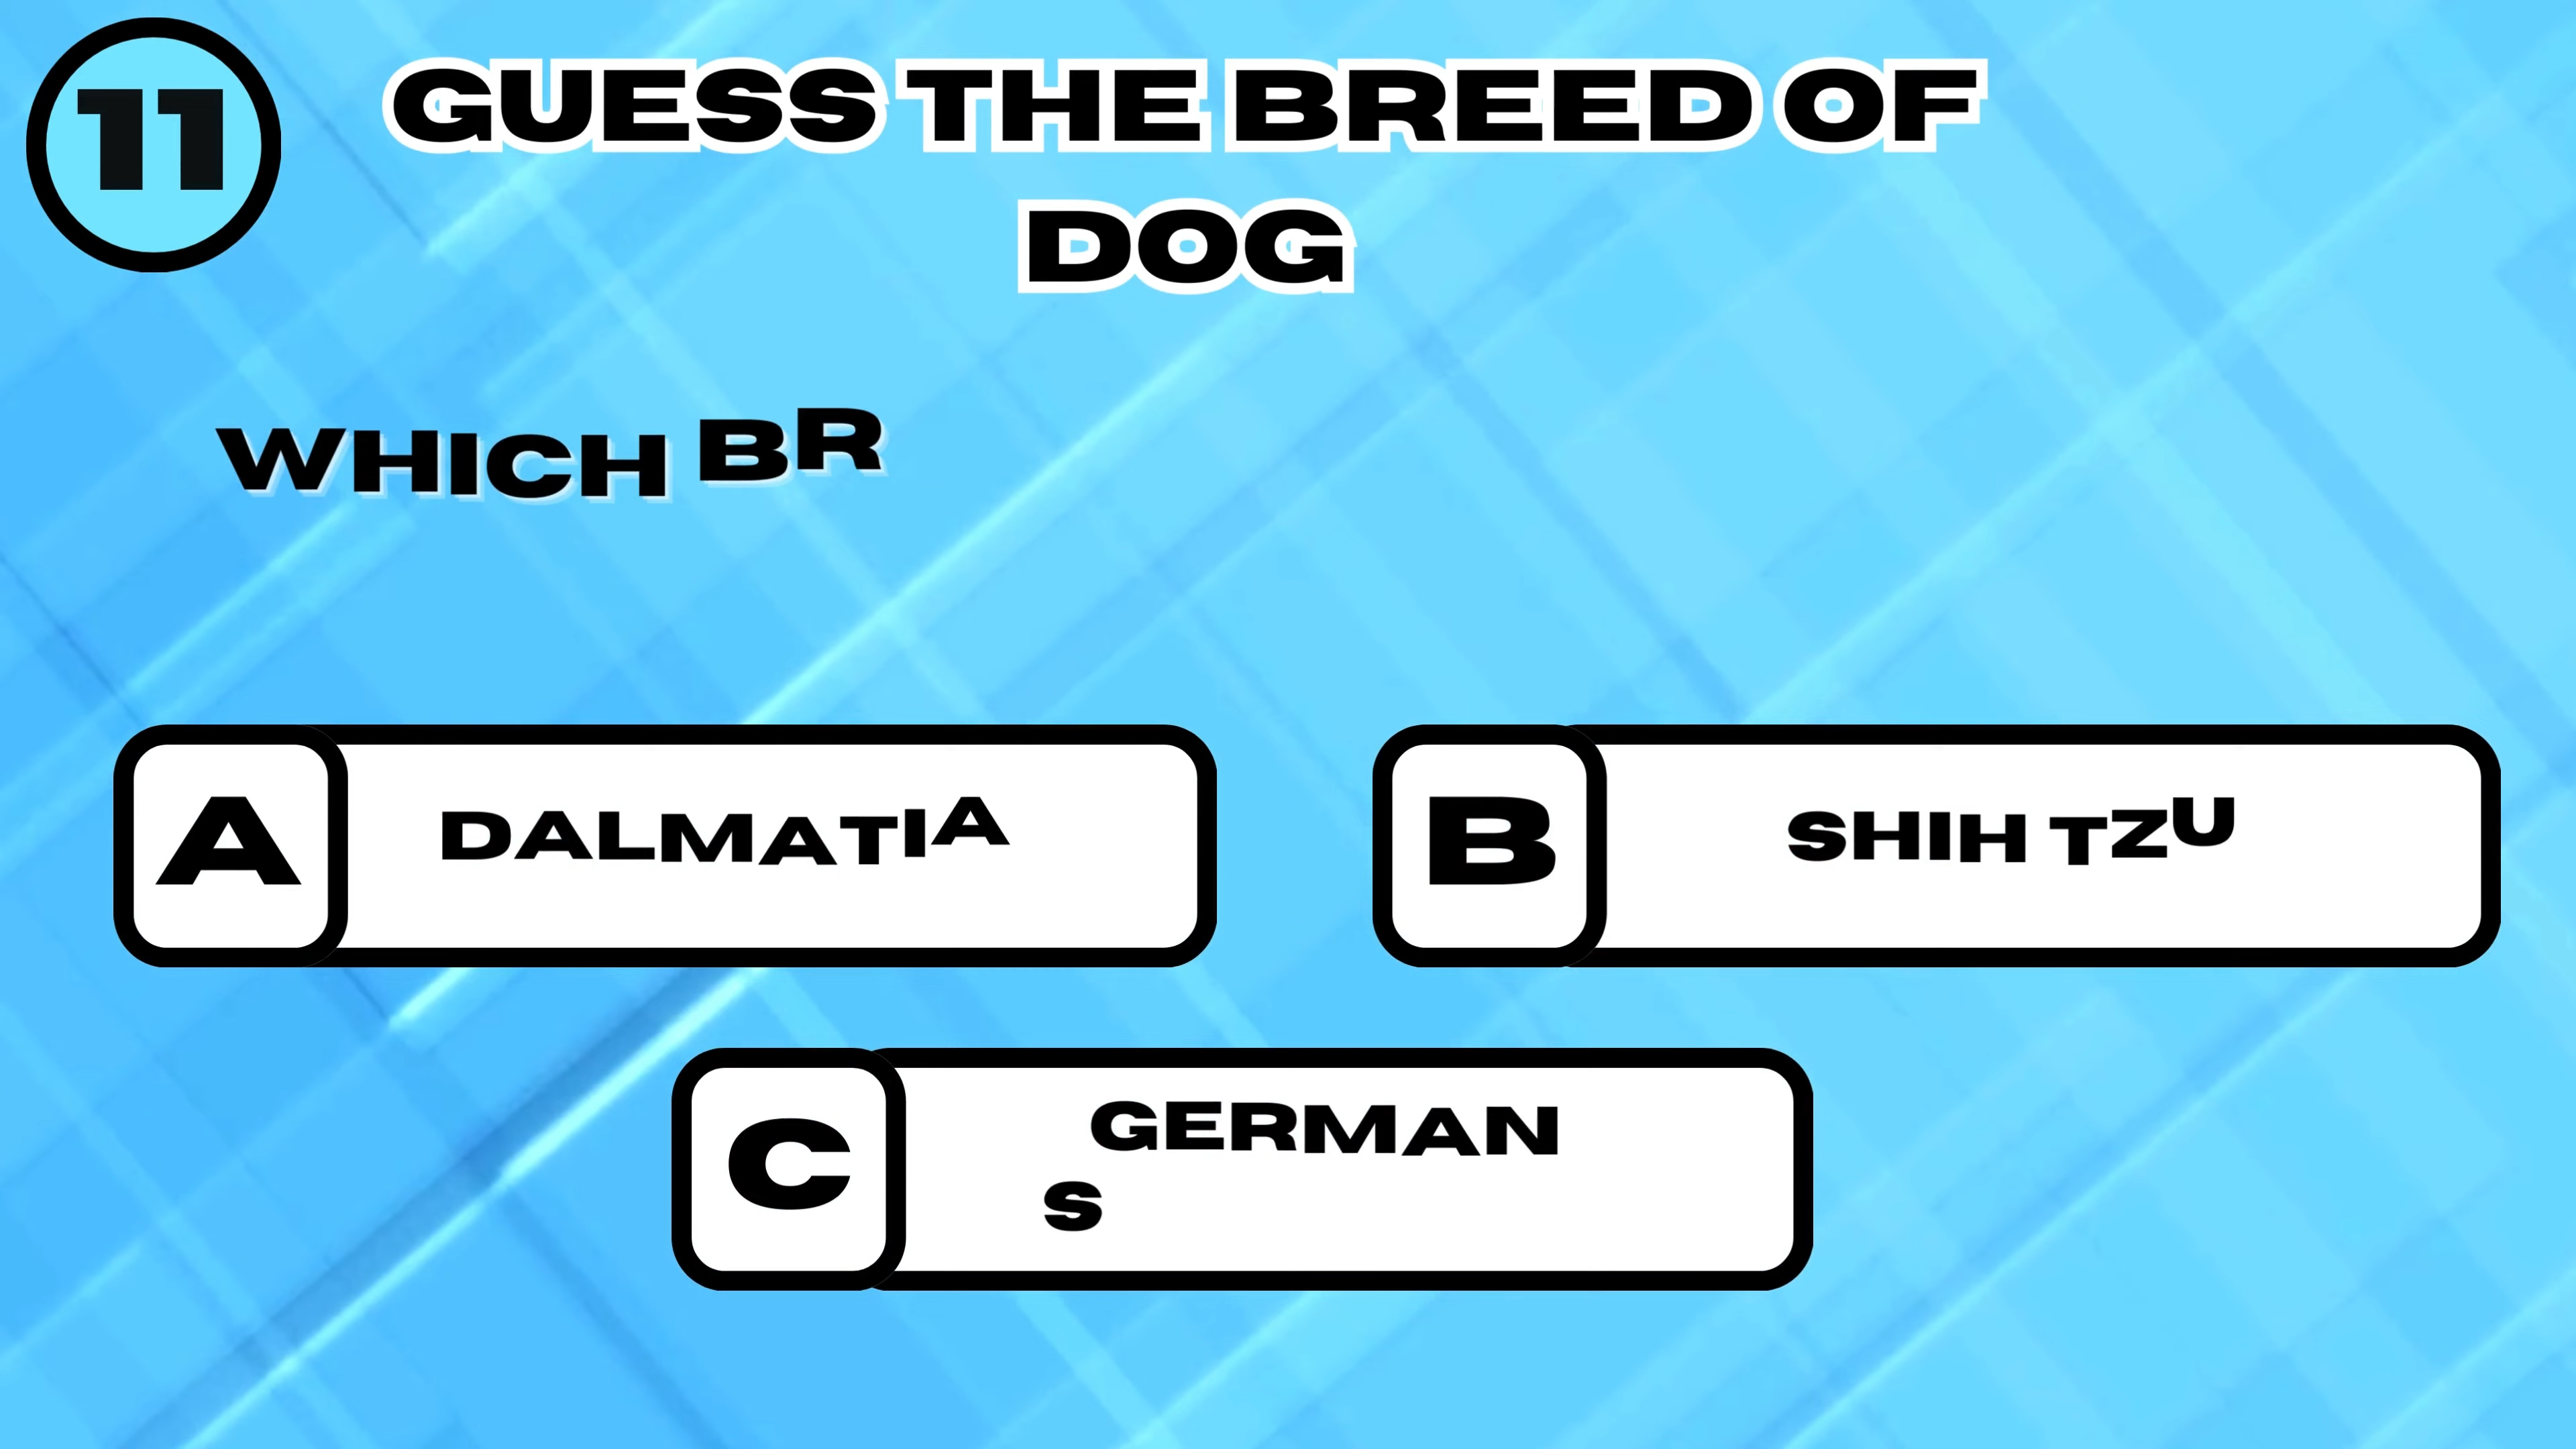 11
GUESS THE BREED OF
DOG
WHICH BR
A
DALMATIA
B
SHIH TZU
C
GERMAN
S